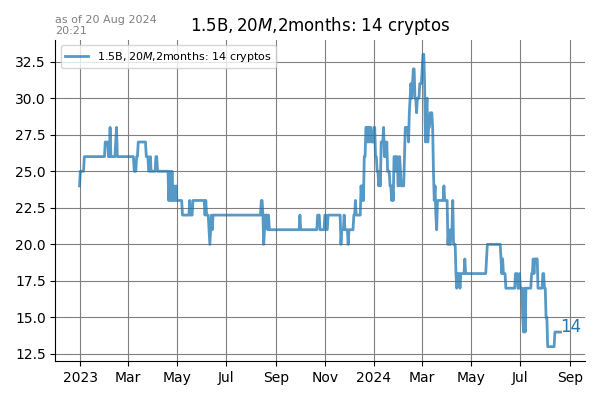 as of 20 Aug 2024
20:21
1.5B, 20M,2months: 14 cryptos
1.5B, 20M,2months: 14 cryptos
32.5
30.0
27.5
25.0
22.5
20.0
17.5
15.0
12.5
14
2023 Mar May Jul Sep Nov 2024 Mar May Jul Sep